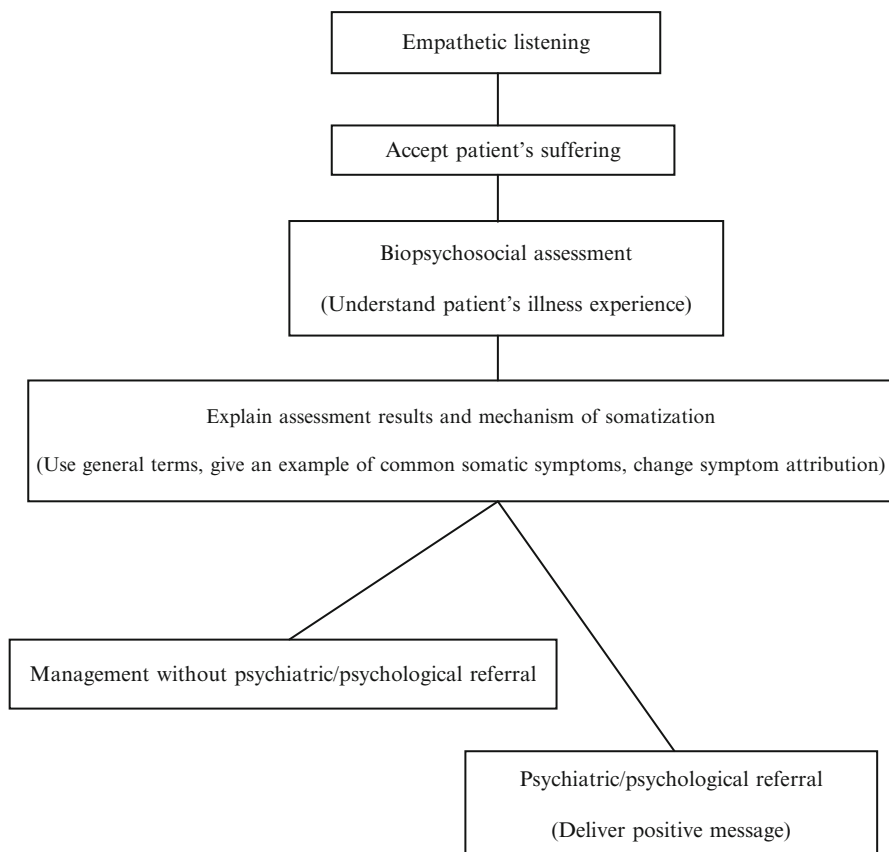 Empathetic listening
Accept patient’s suffering
Biopsychosocial assessment
(Understand patient’s illness experience)
Explain assessment results and mechanism of somatization
(Use general terms, give an example of common somatic symptoms, change symptom attribution)
Management without psychiatric/psychological referral
Psychiatric/psychological referral
(Deliver positive message)